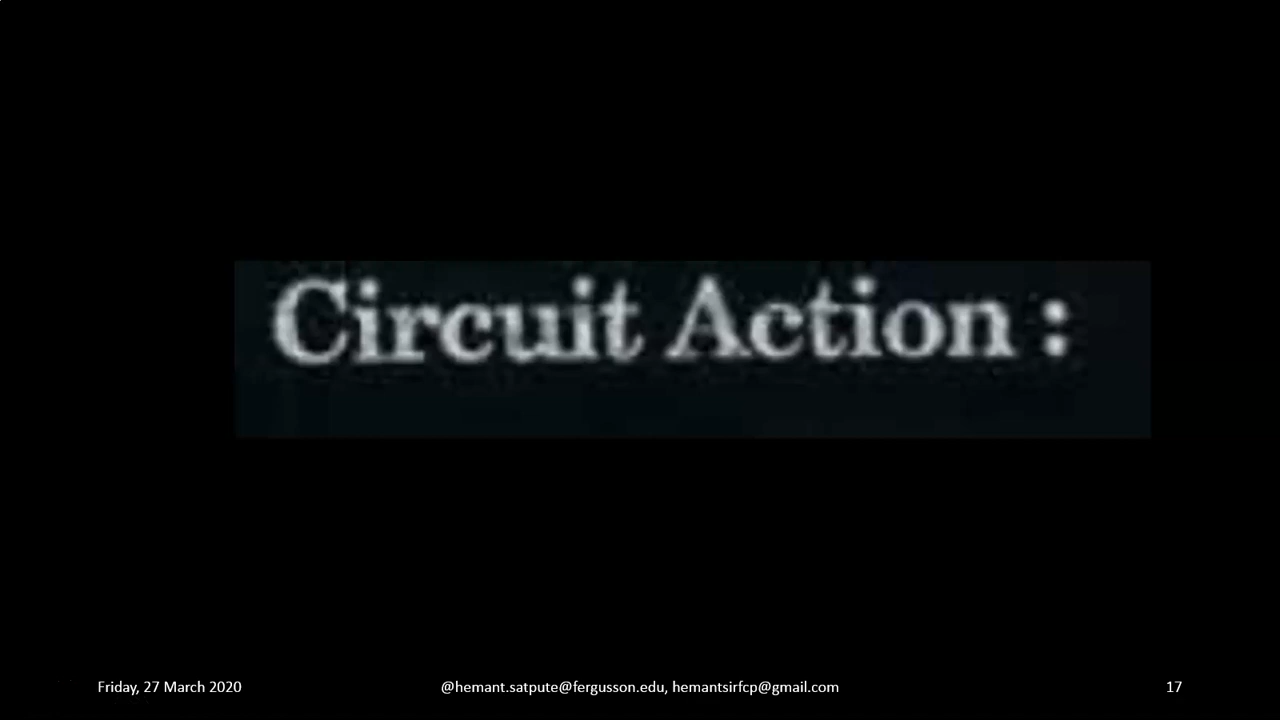 Circuit Action :
Friday, 27 March 2020
@hemant.satpute@fergusson.edu, hemantsirfcp@gmail.com
17